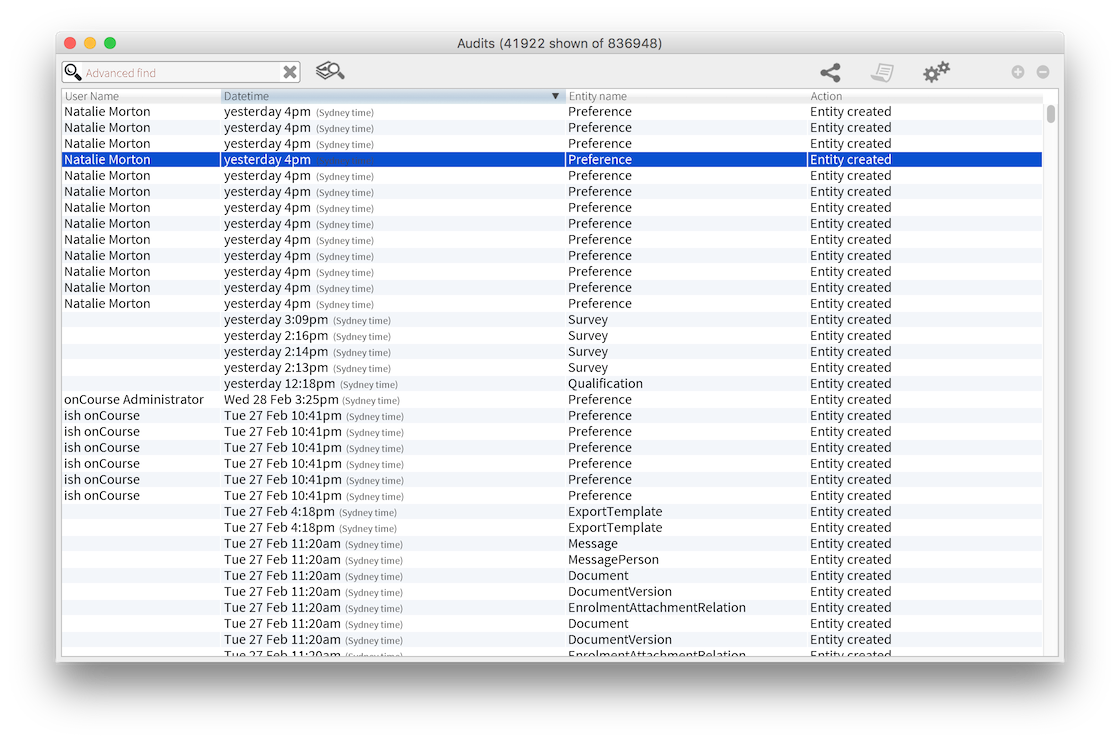 Audits (41922 shown of 836948)
Advanced find
User Name Datetime Entity name Action
Natalie Morton yesterday 4pm (Sydney time) Preference Entity created
Natalie Morton yesterday 4pm (Sydney time) Preference Entity created
Natalie Morton yesterday 4pm (Sydney time) Preference Entity created
Natalie Morton yesterday 4pm (Sydney time) Preference Entity created
Natalie Morton yesterday 4pm (Sydney time) Preference Entity created
Natalie Morton yesterday 4pm (Sydney time) Preference Entity created
Natalie Morton yesterday 4pm (Sydney time) Preference Entity created
Natalie Morton yesterday 4pm (Sydney time) Preference Entity created
Natalie Morton yesterday 4pm (Sydney time) Preference Entity created
Natalie Morton yesterday 4pm (Sydney time) Preference Entity created
Natalie Morton yesterday 4pm (Sydney time) Preference Entity created
Natalie Morton yesterday 4pm (Sydney time) Preference Entity created
Natalie Morton yesterday 4pm (Sydney time) Preference Entity created
yesterday 3:09pm (Sydney time) Survey Entity created
yesterday 2:16pm (Sydney time) Survey Entity created
yesterday 2:14pm (Sydney time) Survey Entity created
yesterday 2:13pm (Sydney time) Survey Entity created
yesterday 12:18pm (Sydney time) Qualification Entity created
onCourse Administrator Wed 28 Feb 3:25pm (Sydney time) Preference Entity created
ish onCourse Tue 27 Feb 10:41pm (Sydney time) Preference Entity created
ish onCourse Tue 27 Feb 10:41pm (Sydney time) Preference Entity created
ish onCourse Tue 27 Feb 10:41pm (Sydney time) Preference Entity created
ish onCourse Tue 27 Feb 10:41pm (Sydney time) Preference Entity created
ish onCourse Tue 27 Feb 10:41pm (Sydney time) Preference Entity created
ish onCourse Tue 27 Feb 10:41pm (Sydney time) Preference Entity created
Tue 27 Feb 4:18pm (Sydney time) ExportTemplate Entity created
Tue 27 Feb 4:18pm (Sydney time) ExportTemplate Entity created
Tue 27 Feb 11:20am (Sydney time) Message Entity created
Tue 27 Feb 11:20am (Sydney time) MessagePerson Entity created
Tue 27 Feb 11:20am (Sydney time) Document Entity created
Tue 27 Feb 11:20am (Sydney time) DocumentVersion Entity created
Tue 27 Feb 11:20am (Sydney time) EnrolmentAttachmentRelation Entity created
Tue 27 Feb 11:20am (Sydney time) Document Entity created
Tue 27 Feb 11:20am (Sydney time) DocumentVersion Entity created
Tue 27 Feb 11:20am (Sydney time) EnrolmentAttachmentRelation Entity created